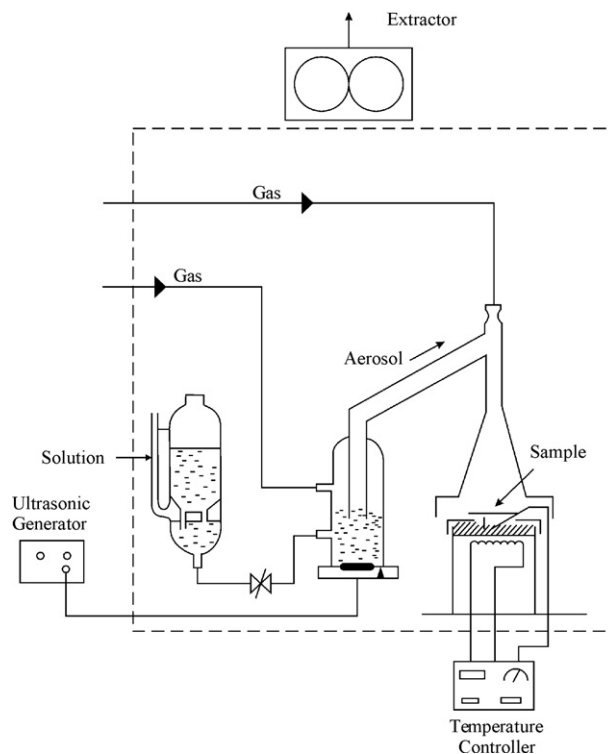 Extractor
Gas
Gas
Aerosol
Sample
Solution
Ultrasonic
Generator
Temperature
Controller